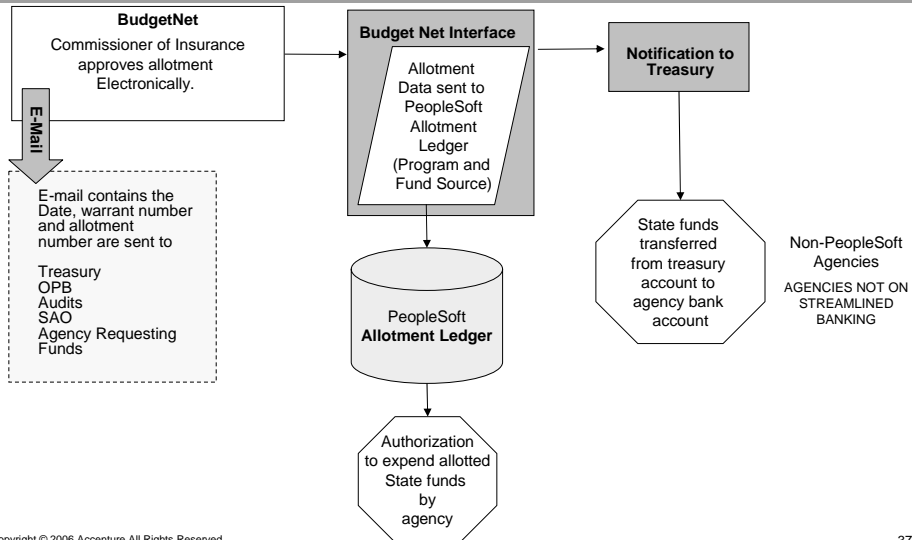 BudgetNet
Commissioner of Insurance
approves allotment
Electronically.
E-Mail
E-mail contains the
Date, warrant number
and allotment
number are sent to
Treasury
OPB
Audits
SAO
Agency Requesting
Funds
Budget Net Interface
Allotment
Data sent to
PeopleSoft
Allotment
Ledger
(Program and
Fund Source)
PeopleSoft
Allotment Ledger
Authorization
to expend allotted
State funds
by
agency
Notification to
Treasury
State funds
transferred
from treasury
account to
agency bank
account
Non-PeopleSoft
Agencies
AGENCIES NOT ON
STREAMLINED
BANKING
opyright © 2006 Accenture All Rights Reserved